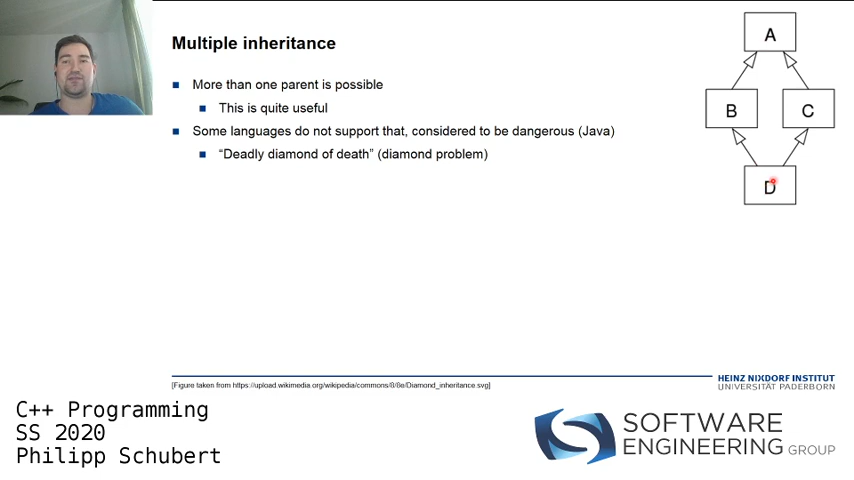 Multiple inheritance
More than one parent is possible
This is quite useful
Some languages do not support that, considered to be dangerous (Java)
“Deadly diamond of death” (diamond problem)
A
B
C
D
[Figure taken from https://upload.wikimedia.org/wikipedia/commons/8/8e/Diamond_inheritance.svg]
HEINZ NIXDORF INSTITUT
UNIVERSITÄT PADERBORN
C++ Programming
SS 2020
Philipp Schubert
SOFTWARE
ENGINEERING GROUP